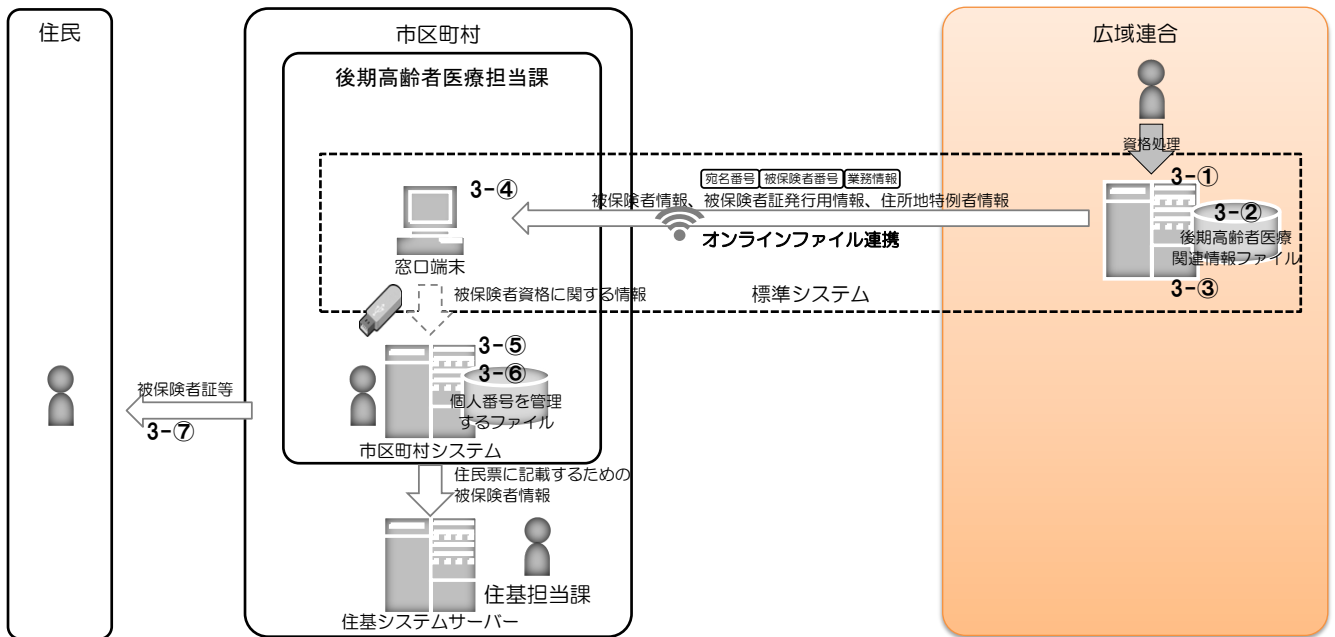 住民
市区町村
広域連合
後期高齢者医療担当課
資格処理
宛名番号 被保険者番号 業務情報
3-①
3-④
被保険者情報、被保険者証発行用情報、住所地特例者情報
3-②
オンラインファイル連携
後期高齢者医療
関連情報ファイル
窓口端末
3-③
被保険者資格に関する情報
標準システム
3-⑤
3-⑥
被保険者証等
個人番号を管理
するファイル
3-⑦
市区町村システム
住民票に記載するための
被保険者情報
住基担当課
住基システムサーバー